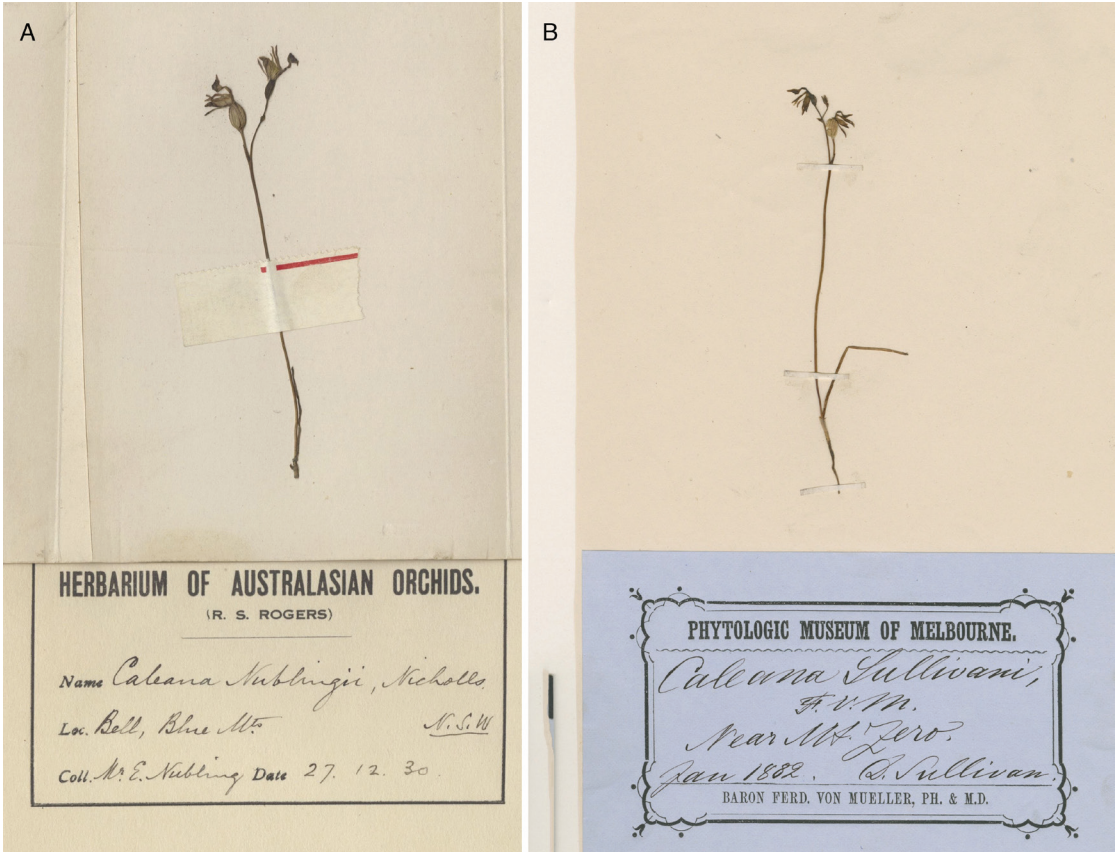 A
HERBARIUM OF AUSTRALASIAN ORCHIDS.
(R. S. ROGERS)
Name Caleana Nublingii, Nicholls.
Loc. Bell, Blue Mts N.S.W
Coll. Mr. E. Nubling Date 27. 12. 30.
B
PHYTOLOGIC MUSEUM OF MELBOURNE.
Caleana Sullivani,
F.v.M.
Near Mt. Zero.
Jan 1882. D. Sullivan.
BARON FERD. VON MUELLER, PH. & M.D.